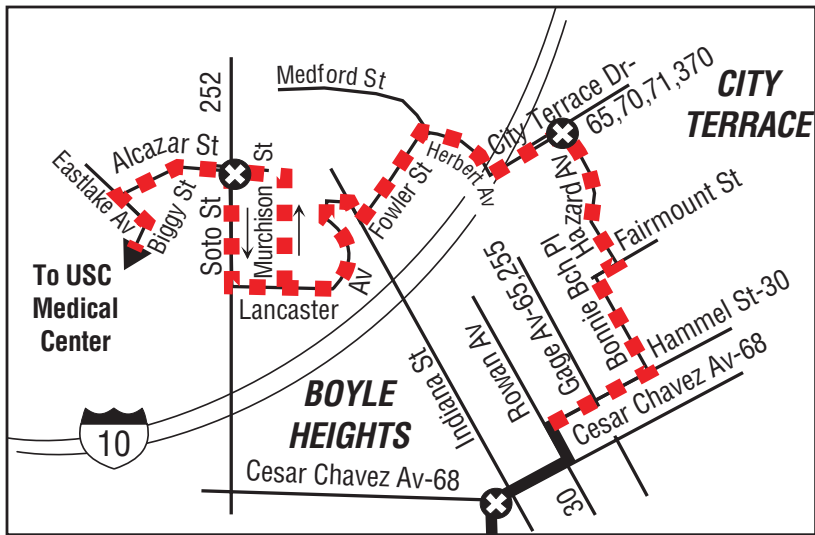 252
Medford St
City Terrace Dr-
65,70,71,370
CITY
TERRACE
Alcazar St
Eastlake Av
Biggy St
Soto St
Murchison
St
Lancaster
Av
Fowler St
Herbert Av
Hazard Av
Fairmount St
Bonnie Bch Pl
Gage Av-65,255
Hammel St-30
Rowan Av
Indiana St
Cesar Chavez Av-68
To USC
Medical
Center
10
BOYLE
HEIGHTS
Cesar Chavez Av-68
30